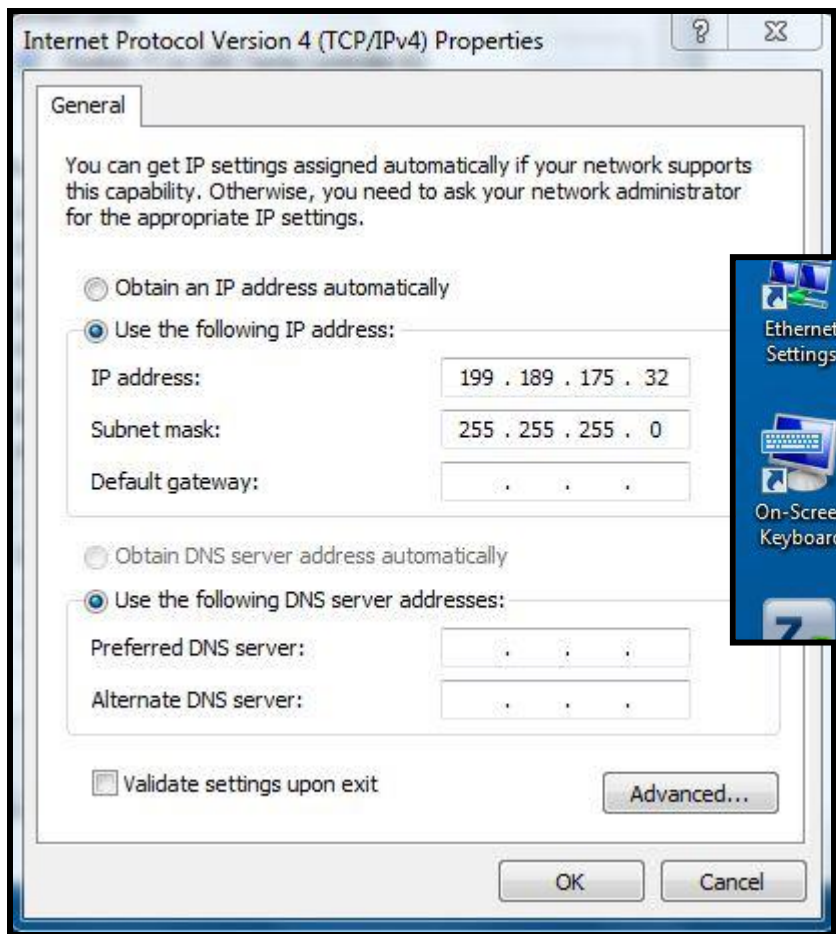 Internet Protocol Version 4 (TCP/IPv4) Properties
General
You can get IP settings assigned automatically if your network supports
this capability. Otherwise, you need to ask your network administrator
for the appropriate IP settings.
Obtain an IP address automatically
Use the following IP address:
IP address: 199 . 189 . 175 . 32
Subnet mask: 255 . 255 . 255 . 0
Default gateway: . . .
Obtain DNS server address automatically
Use the following DNS server addresses:
Preferred DNS server: . . .
Alternate DNS server: . . .
Validate settings upon exit
Advanced...
OK Cancel
Ethernet
Settings
On-Scree
Keyboar
Z